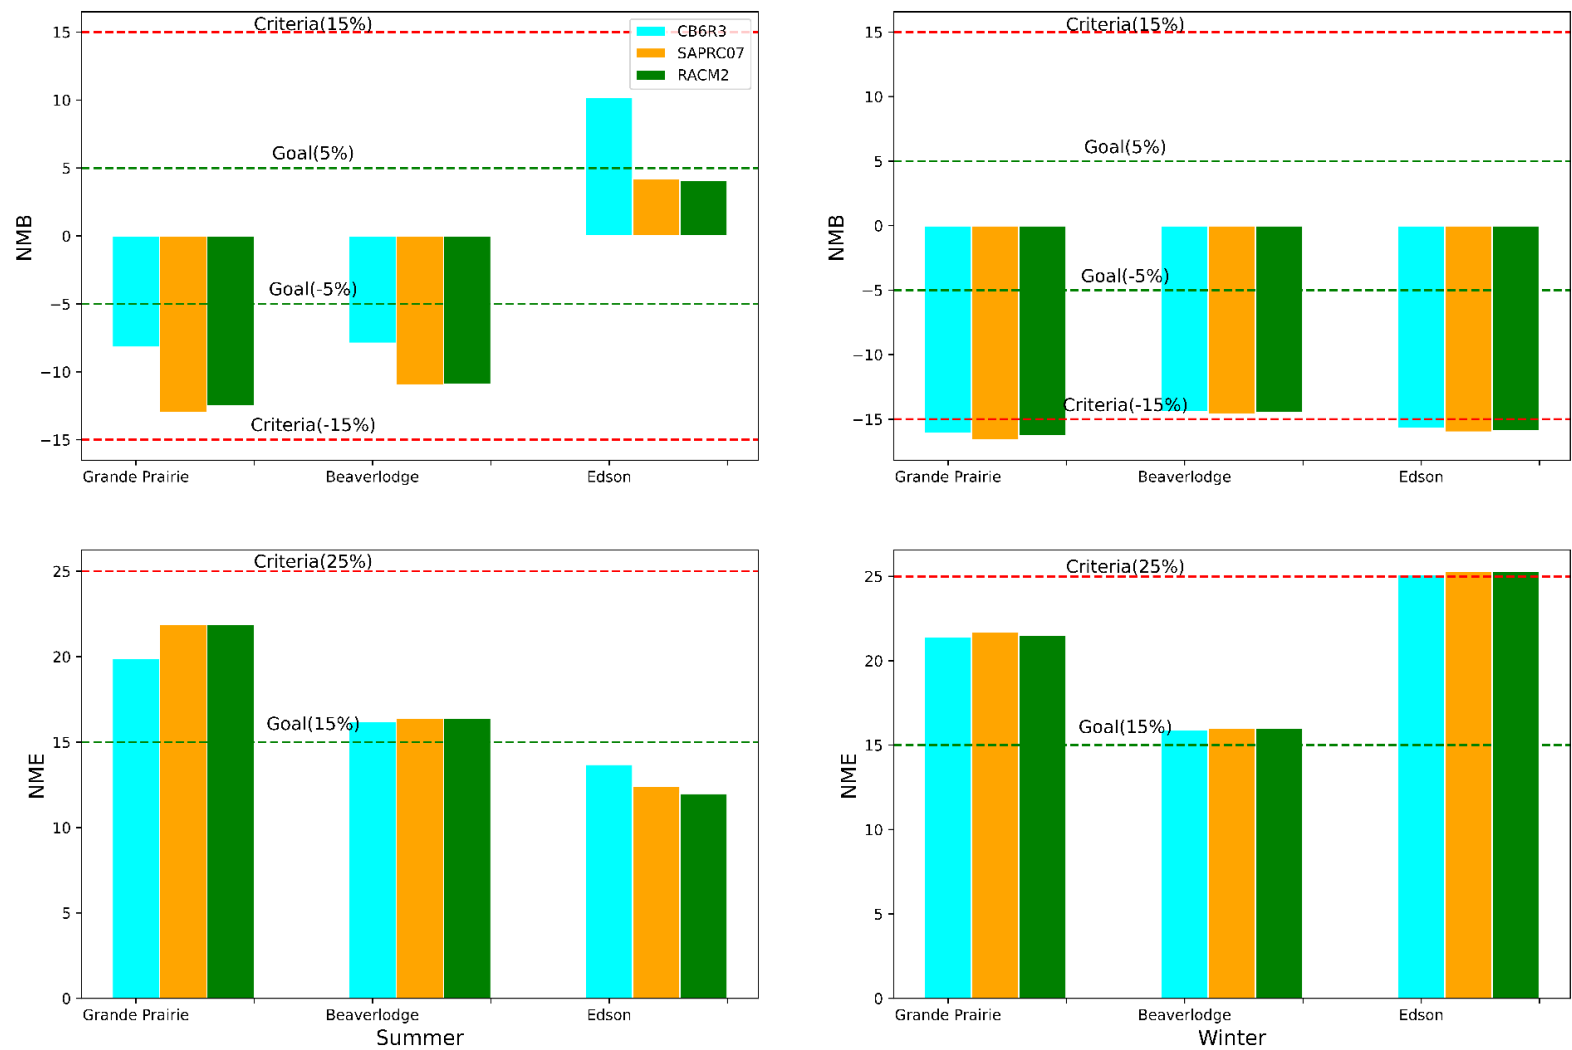 Criteria(15%)
15
CB6R3
SAPRC07
RACM2
10
Goal(5%)
5
NMB
0
Goal(-5%)
−5
−10
Criteria(-15%)
−15
Grande Prairie Beaverlodge Edson
Criteria(15%)
15
10
Goal(5%)
5
NMB
0
Goal(-5%)
−5
−10
Criteria(-15%)
−15
Grande Prairie Beaverlodge Edson
Criteria(25%)
25
20
Goal(15%)
15
NME
10
5
0
Grande Prairie Beaverlodge Edson
Summer
Criteria(25%)
25
20
Goal(15%)
15
NME
10
5
0
Grande Prairie Beaverlodge Edson
Winter